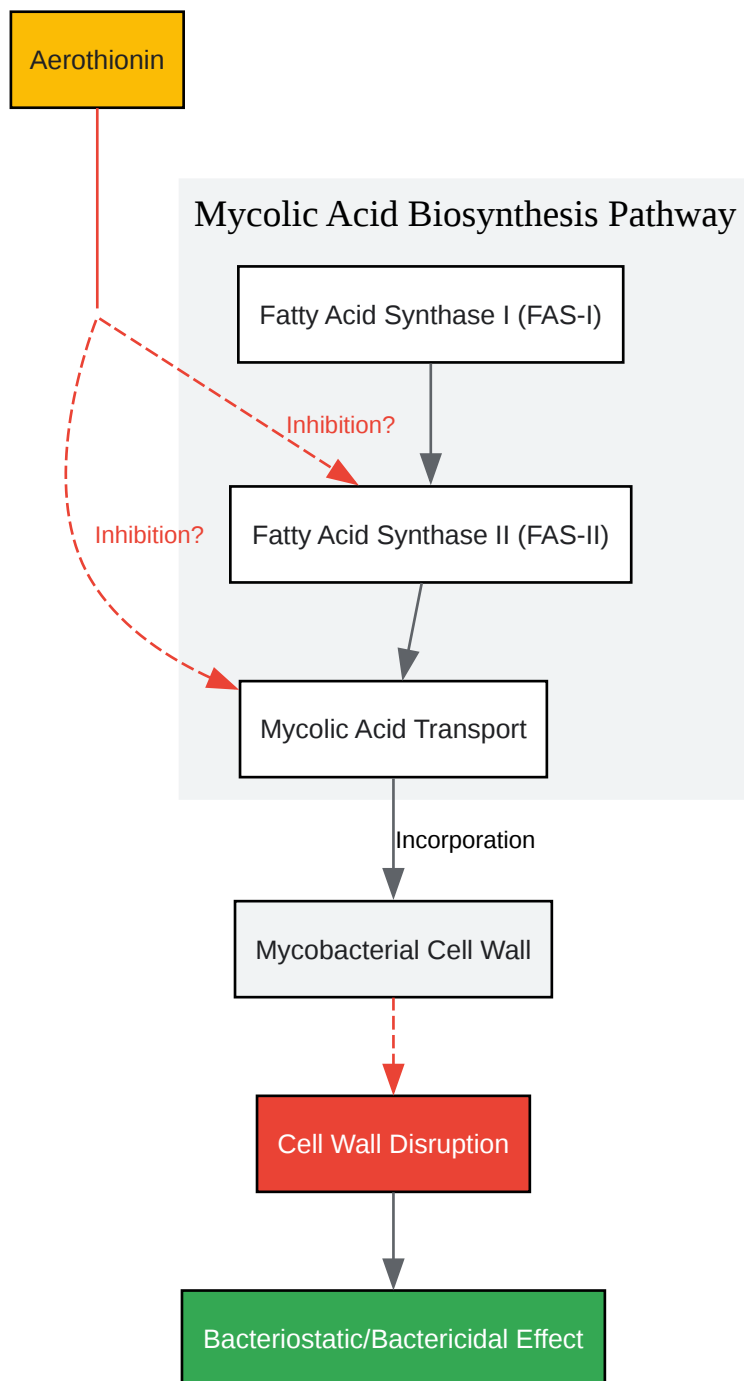 Aerothionin
Mycolic Acid Biosynthesis Pathway
Fatty Acid Synthase I (FAS-I)
Inhibition?
Fatty Acid Synthase II (FAS-II)
Inhibition?
Mycolic Acid Transport
Incorporation
Mycobacterial Cell Wall
Cell Wall Disruption
Bacteriostatic/Bactericidal Effect